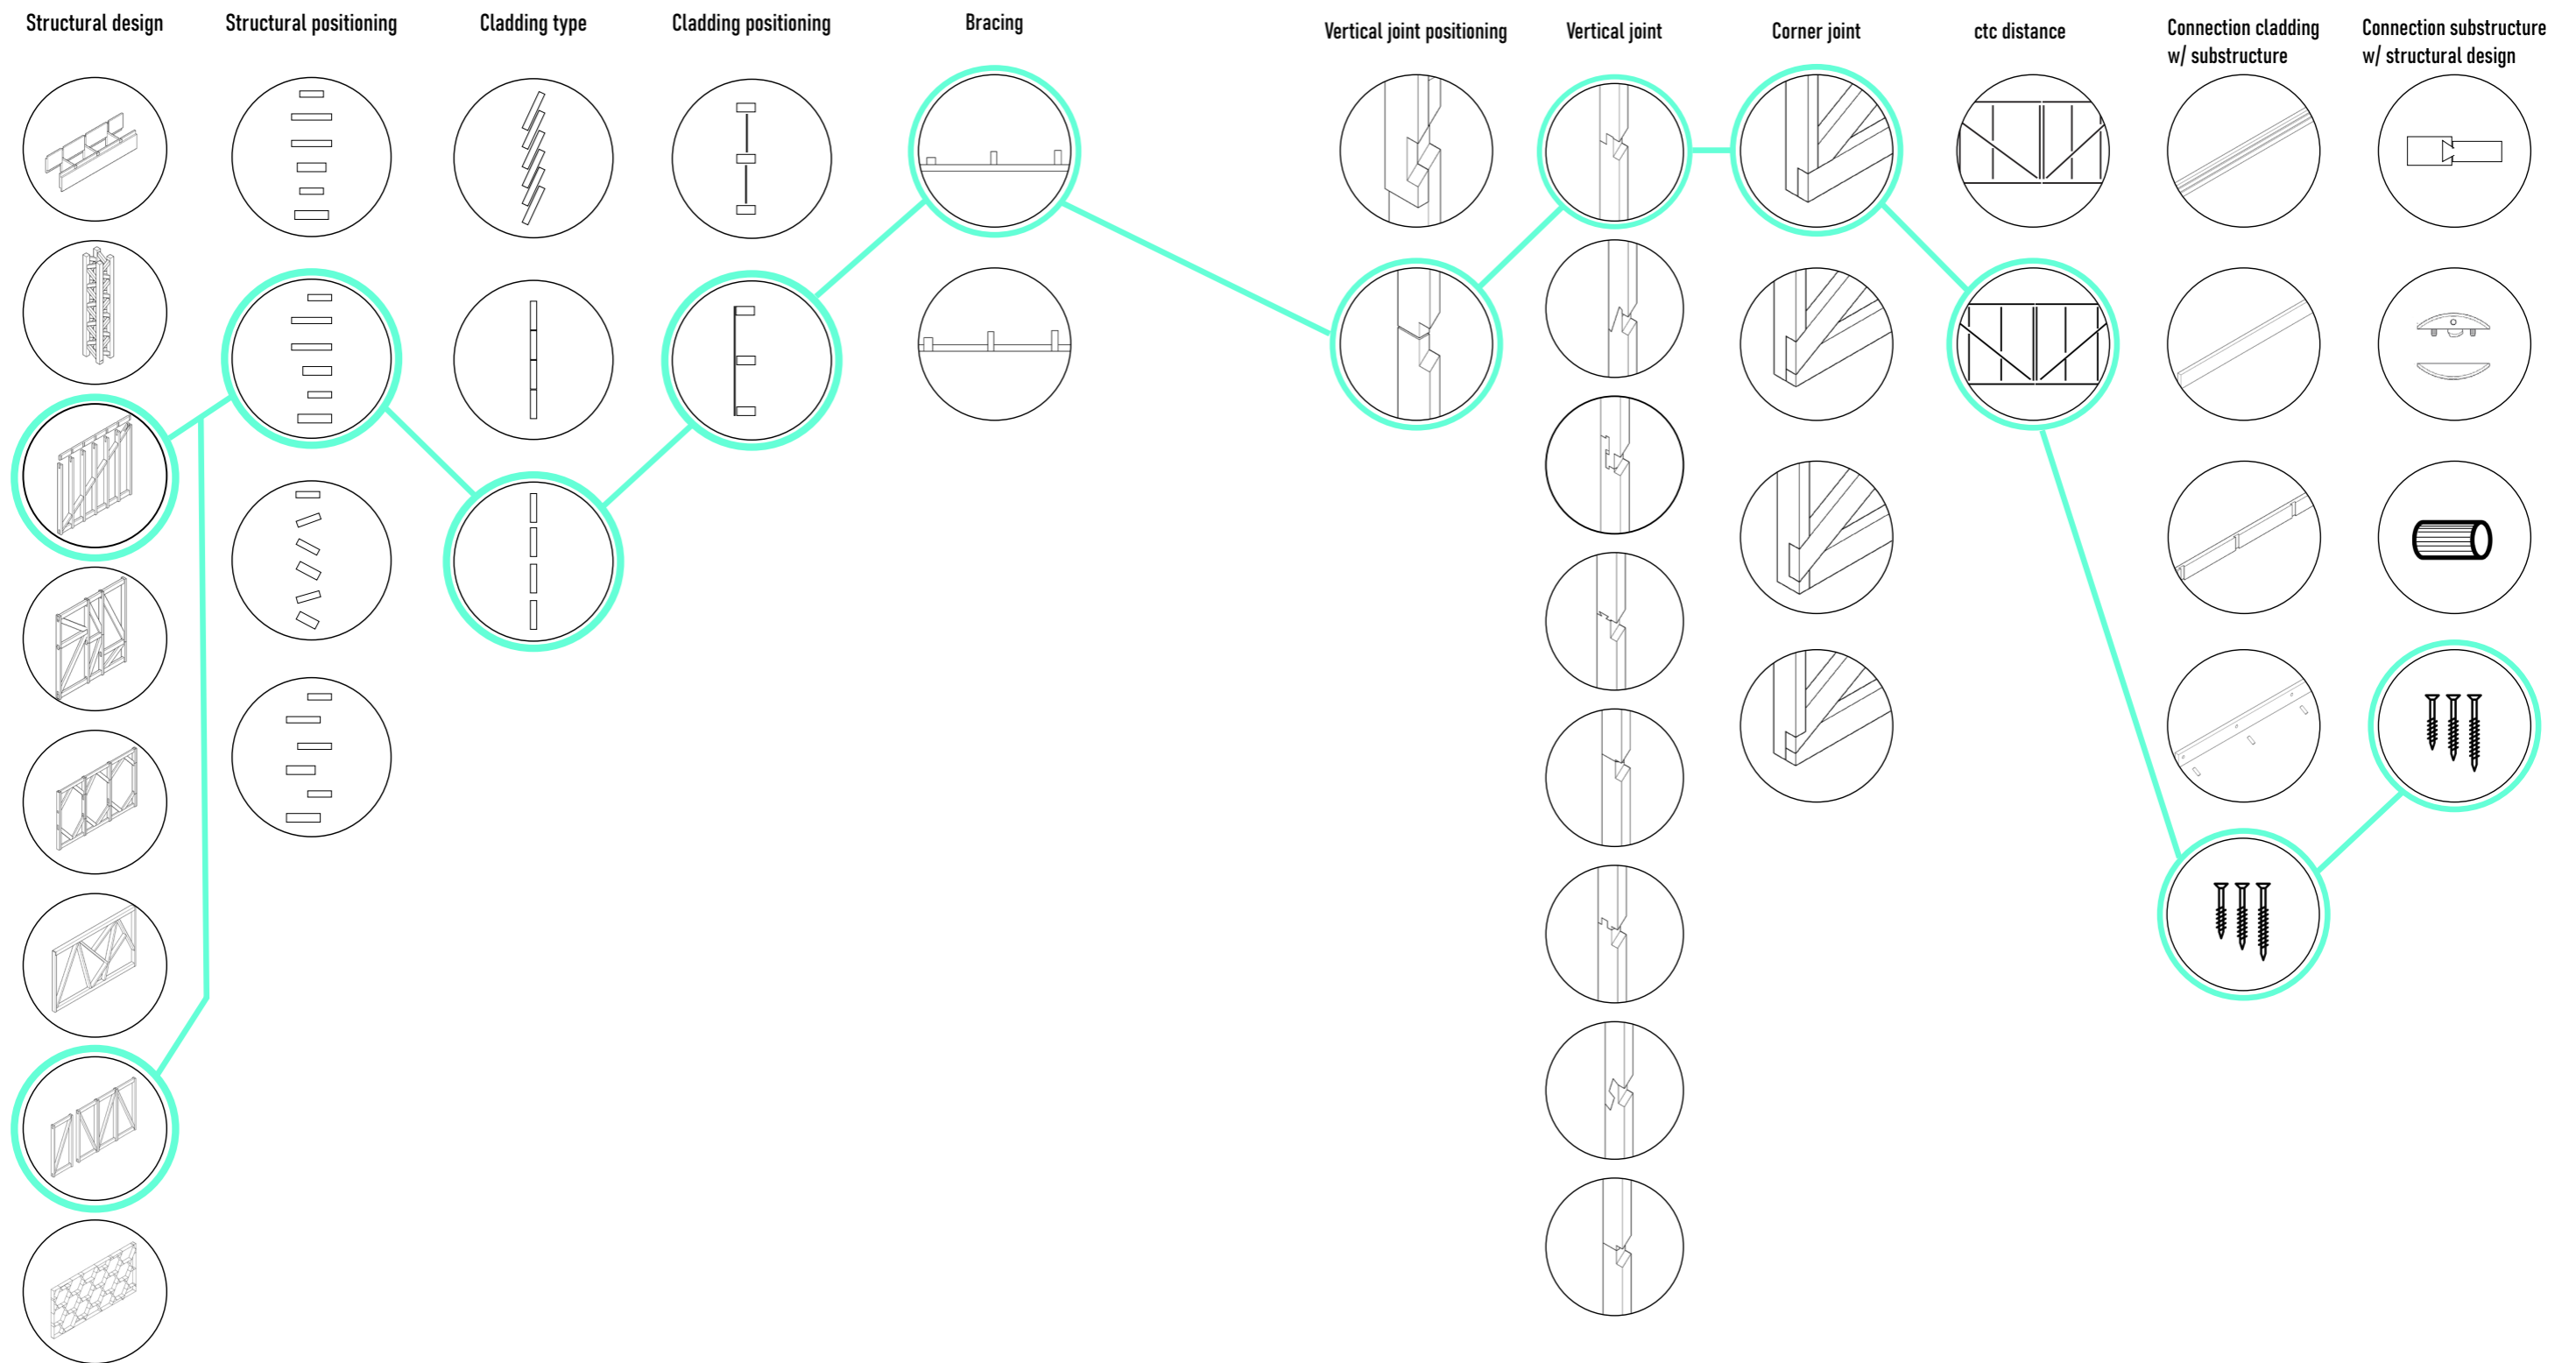 Structural design
Structural positioning
Cladding type
Cladding positioning
Bracing
Vertical joint positioning
Vertical joint
Corner joint
ctc distance
Connection cladding
w/ substructure
Connection substructure
w/ structural design